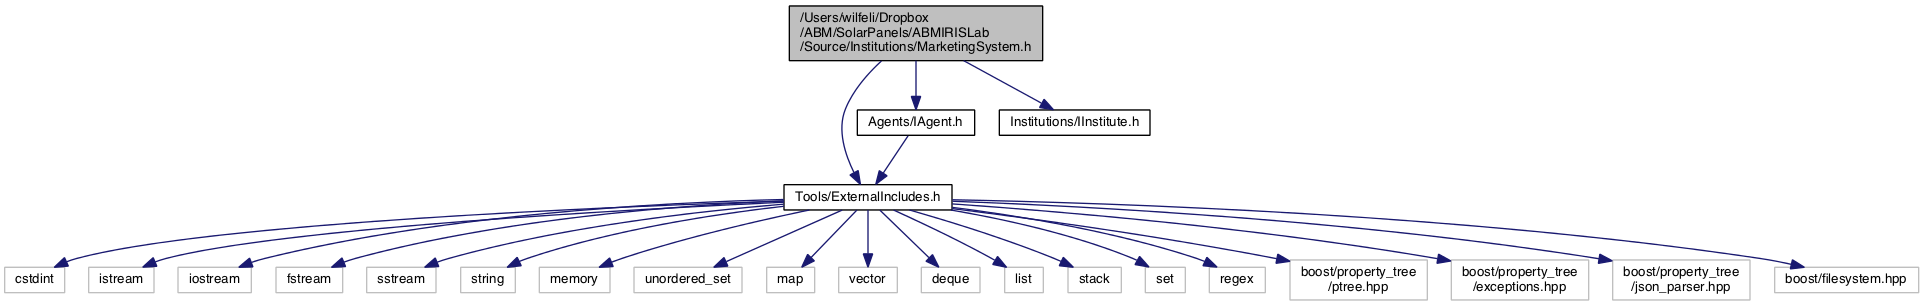 /Users/wilfeli/Dropbox
/ABM/SolarPanels/ABMIRISLab
/Source/Institutions/MarketingSystem.h
Agents/IAgent.h
Institutions/IInstitute.h
Tools/ExternalIncludes.h
cstdint
istream
iostream
fstream
sstream
string
memory
unordered_set
map
vector
deque
list
stack
set
regex
boost/property_tree
/ptree.hpp
boost/property_tree
/exceptions.hpp
boost/property_tree
/json_parser.hpp
boost/filesystem.hpp